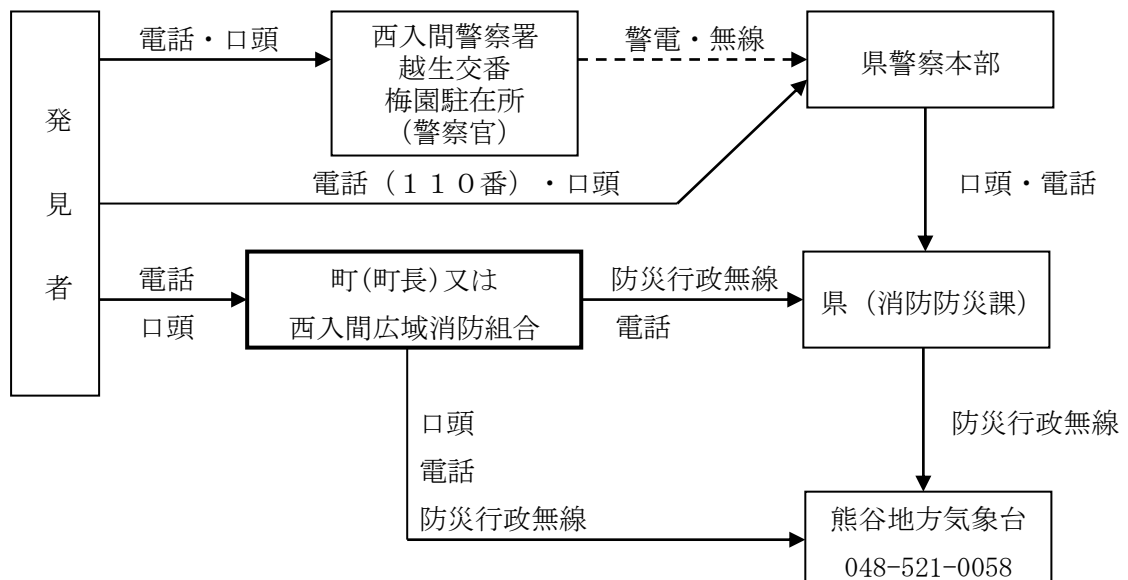 発見者
電話・口頭
西入間警察署
越生交番
梅園駐在所
(警察官)
警電・無線
県警察本部
電話（１１０番）・口頭
口頭・電話
電話
口頭
町(町長)又は
西入間広域消防組合
防災行政無線
電話
県（消防防災課）
口頭
電話
防災行政無線
防災行政無線
熊谷地方気象台
048-521-0058